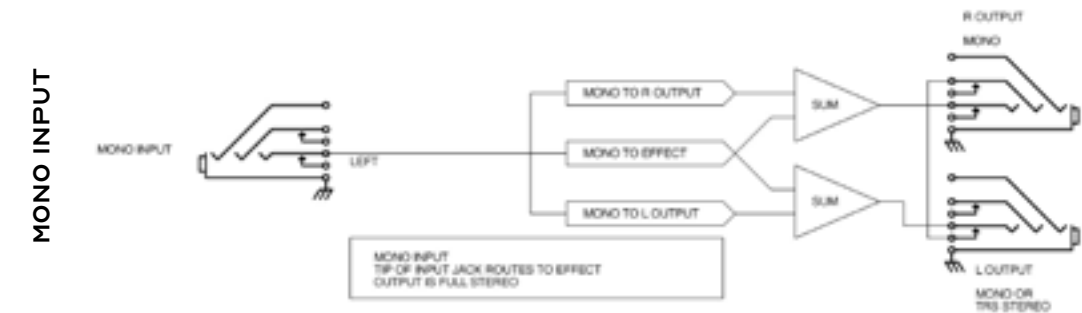 MONO INPUT
MONO INPUT
LEFT
MONO TO R OUTPUT
MONO TO EFFECT
MONO TO L OUTPUT
SUM
SUM
R OUTPUT
MONO
L OUTPUT
MONO OR
TRS STEREO
MONO INPUT
TIP OF INPUT JACK ROUTES TO EFFECT
OUTPUT IS FULL STEREO